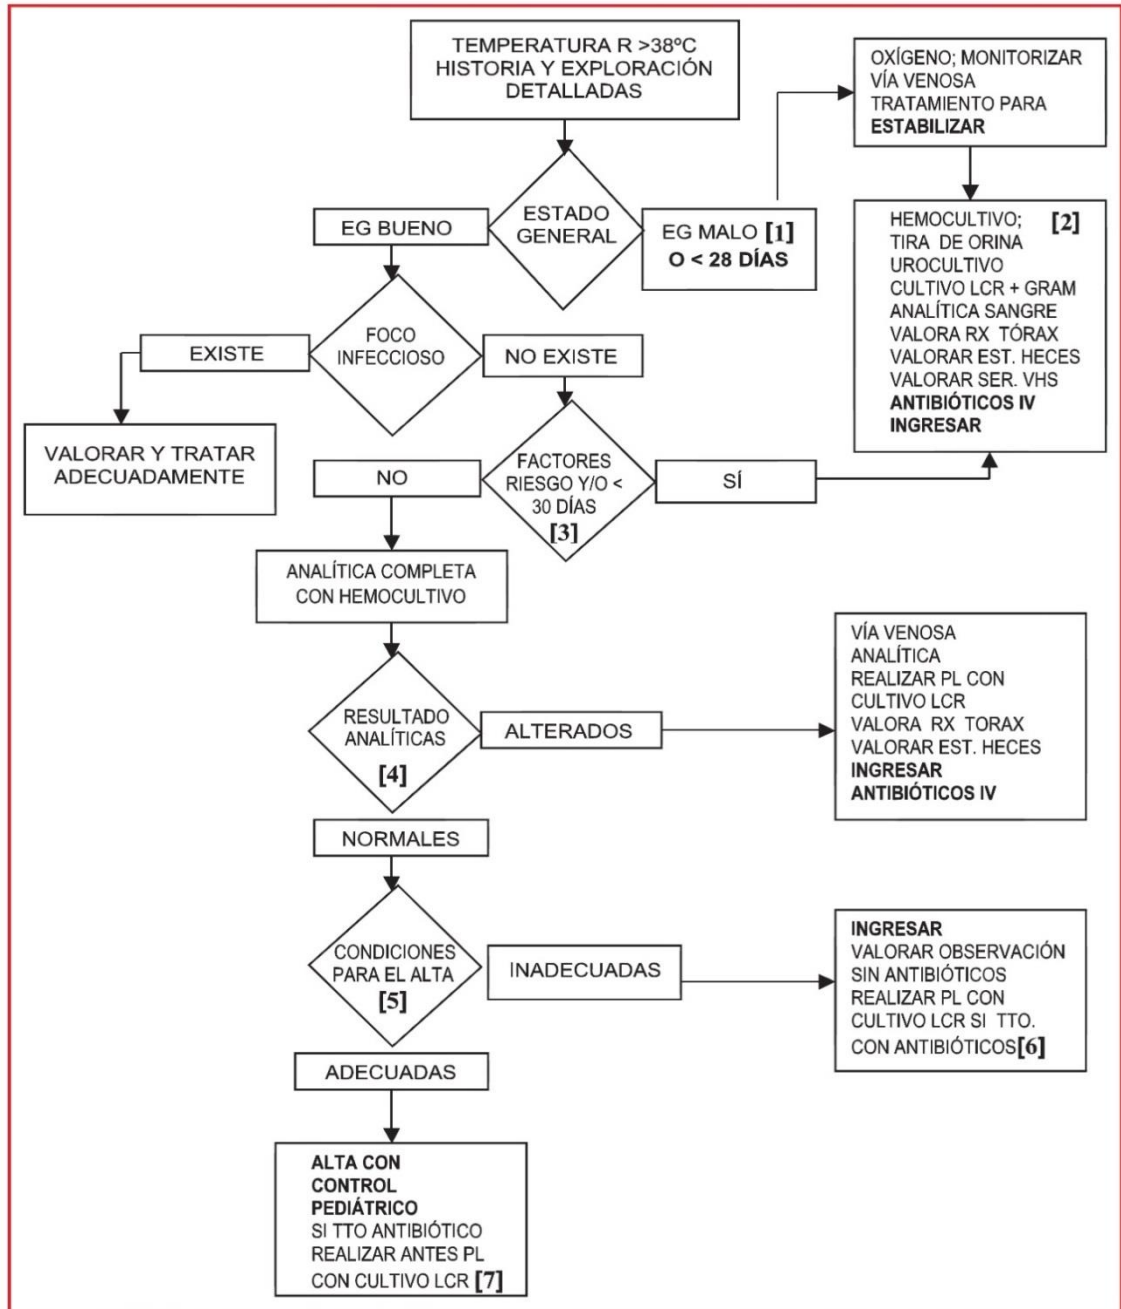 TEMPERATURA R >38ºC
HISTORIA Y EXPLORACIÓN
DETALLADAS
OXÍGENO; MONITORIZAR
VÍA VENOSA
TRATAMIENTO PARA
ESTABILIZAR
ESTADO
GENERAL
EG BUENO
EG MALO [1]
O < 28 DÍAS
HEMOCULTIVO; [2]
TIRA DE ORINA
UROCULTIVO
CULTIVO LCR + GRAM
ANALÍTICA SANGRE
VALORA RX TÓRAX
VALORAR EST. HECES
VALORAR SER. VHS
ANTIBIÓTICOS IV
INGRESAR
FOCO
INFECCIOSO
EXISTE
NO EXISTE
VALORAR Y TRATAR
ADECUADAMENTE
FACTORES
RIESGO Y/O <
30 DÍAS
[3]
NO
SÍ
ANALÍTICA COMPLETA
CON HEMOCULTIVO
RESULTADO
ANALÍTICAS
[4]
ALTERADOS
VÍA VENOSA
ANALÍTICA
REALIZAR PL CON
CULTIVO LCR
VALORA RX TORAX
VALORAR EST. HECES
INGRESAR
ANTIBIÓTICOS IV
NORMALES
CONDICIONES
PARA EL ALTA
[5]
INADECUADAS
INGRESAR
VALORAR OBSERVACIÓN
SIN ANTIBIÓTICOS
REALIZAR PL CON
CULTIVO LCR SI TTO.
CON ANTIBIÓTICOS[6]
ADECUADAS
ALTA CON
CONTROL
PEDIÁTRICO
SI TTO ANTIBIÓTICO
REALIZAR ANTES PL
CON CULTIVO LCR [7]